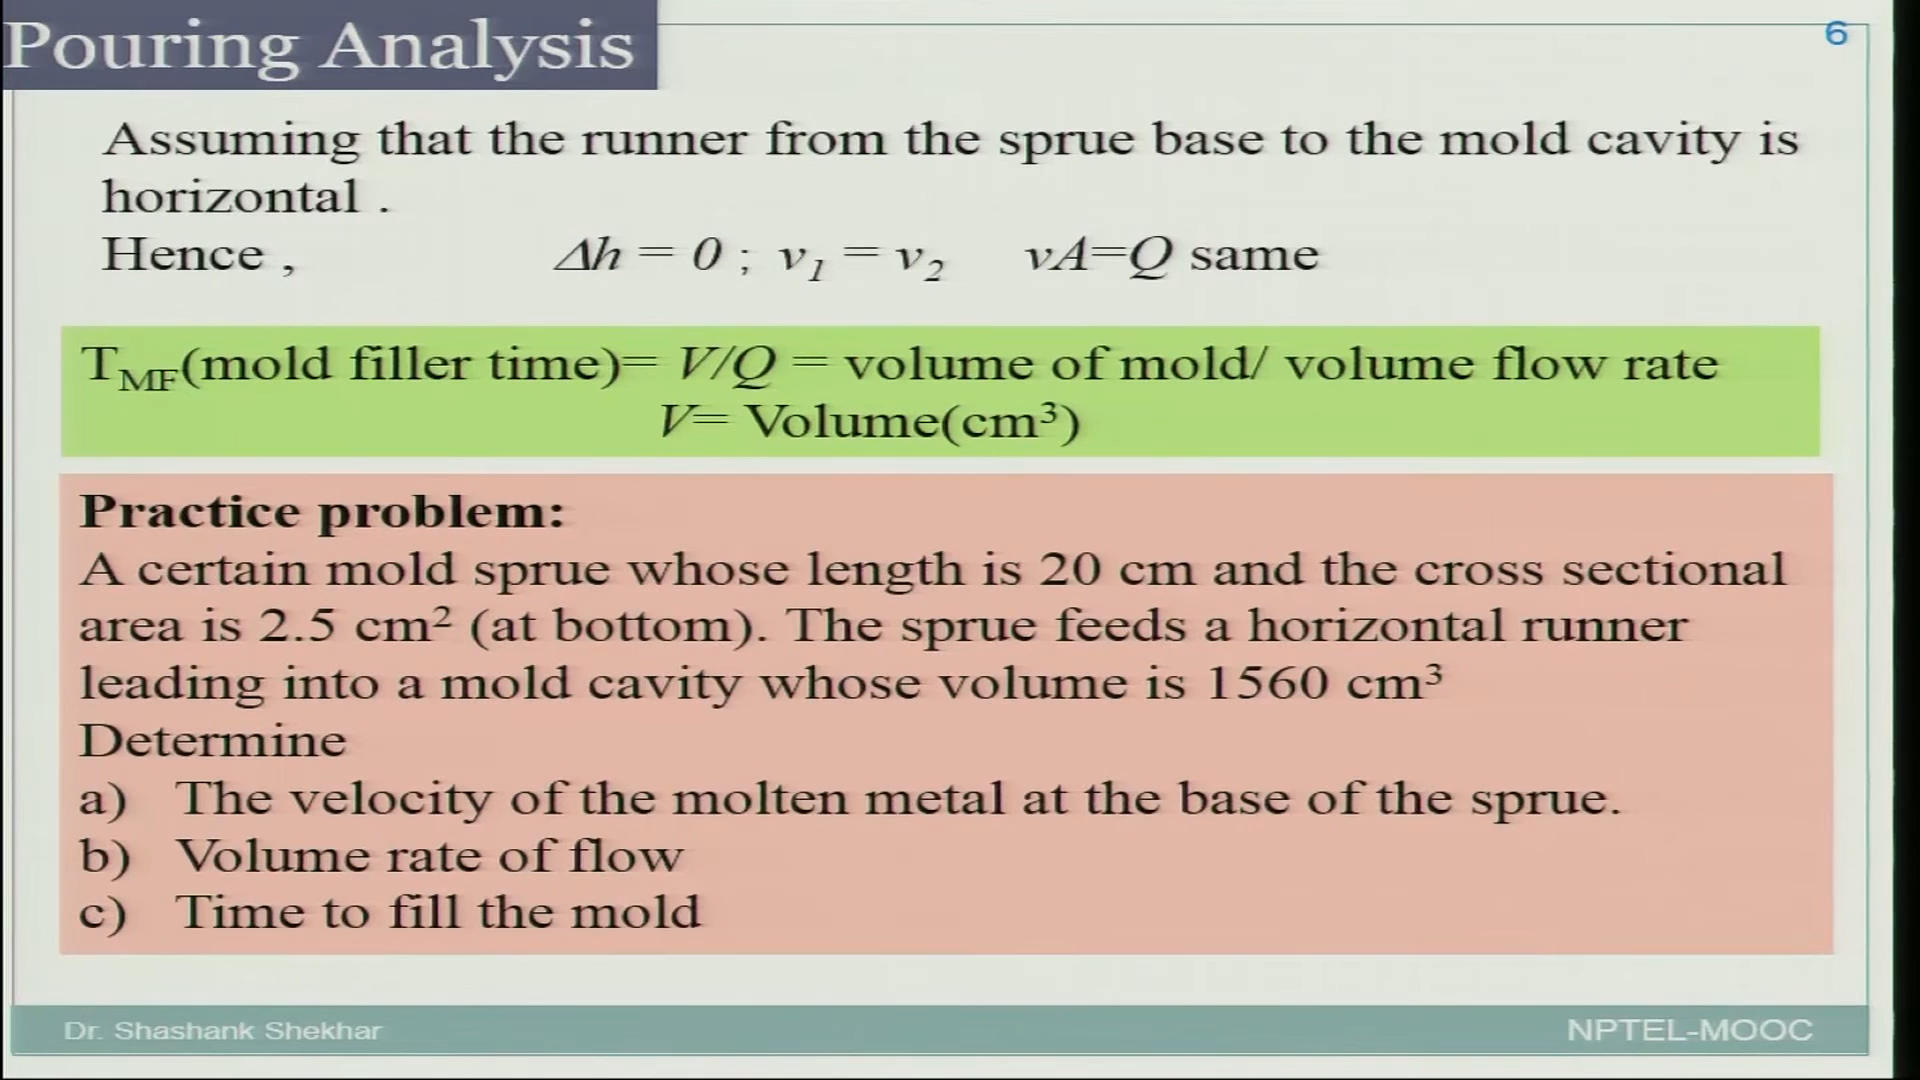 Pouring Analysis
6
Assuming that the runner from the sprue base to the mold cavity is
horizontal .
Hence , Δh = 0 ; v₁ = v₂ vA=Q same
T_MF(mold filler time)= V/Q = volume of mold/ volume flow rate
V= Volume(cm³)
Practice problem:
A certain mold sprue whose length is 20 cm and the cross sectional
area is 2.5 cm² (at bottom). The sprue feeds a horizontal runner
leading into a mold cavity whose volume is 1560 cm³
Determine
a) The velocity of the molten metal at the base of the sprue.
b) Volume rate of flow
c) Time to fill the mold
Dr. Shashank Shekhar
NPTEL-MOOC